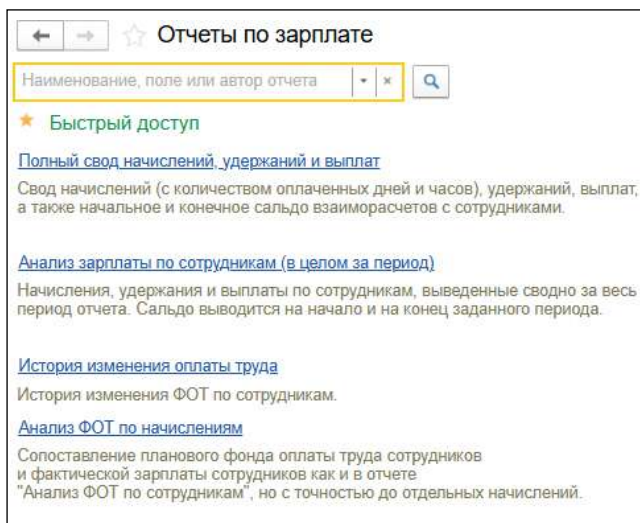 Отчеты по зарплате
Наименование, поле или автор отчета
Быстрый доступ
Полный свод начислений, удержаний и выплат
Свод начислений (с количеством оплаченных дней и часов), удержаний, выплат,
а также начальное и конечное сальдо взаиморасчетов с сотрудниками.
Анализ зарплаты по сотрудникам (в целом за период)
Начисления, удержания и выплаты по сотрудникам, выведенные сводно за весь
период отчета. Сальдо выводится на начало и на конец заданного периода.
История изменения оплаты труда
История изменения ФОТ по сотрудникам.
Анализ ФОТ по начислениям
Сопоставление планового фонда оплаты труда сотрудников
и фактической зарплаты сотрудников как и в отчете
"Анализ ФОТ по сотрудникам", но с точностью до отдельных начислений.